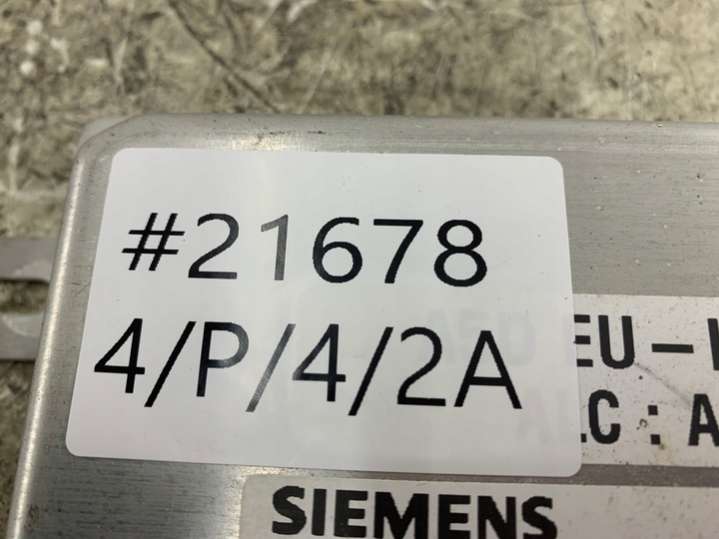 #21678
4/P/4/2A
EU-
LC : A
SIEMENS